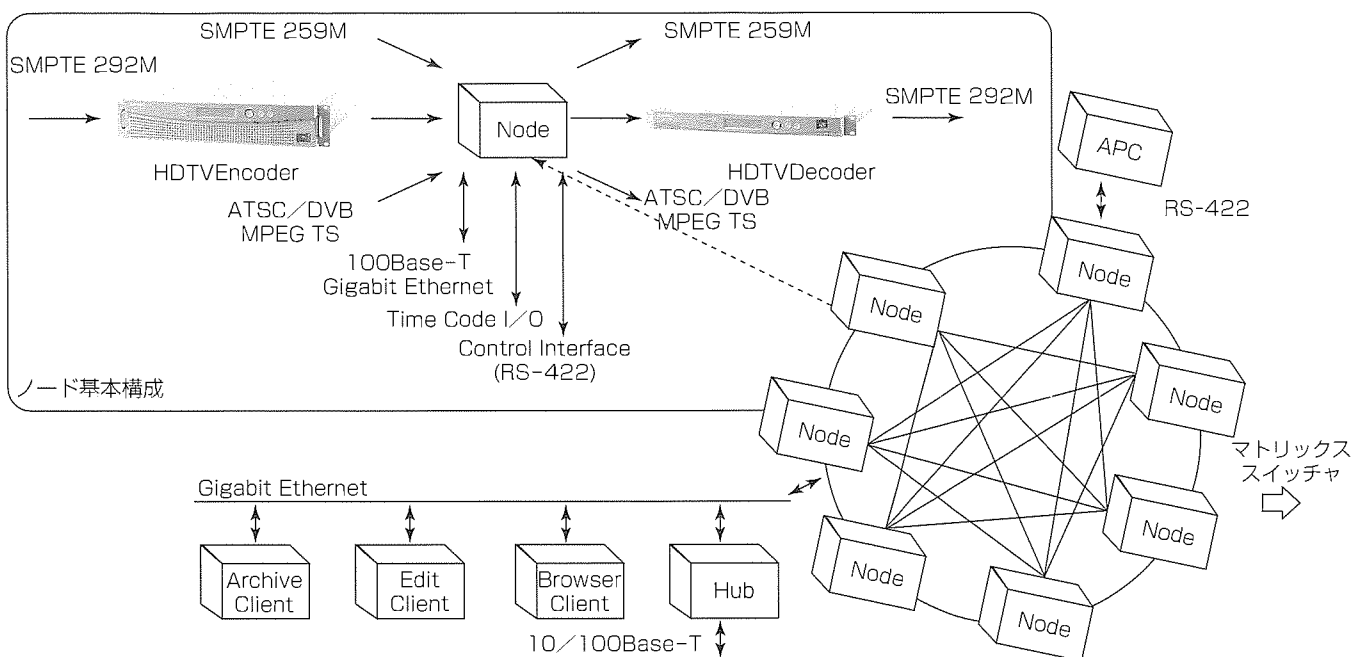 SMPTE 259M
SMPTE 259M
SMPTE 292M
SMPTE 292M
Node
HDTVEncoder
HDTVDecoder
ATSC／DVB
MPEG TS
ATSC／DVB
MPEG TS
100Base-T
Gigabit Ethernet
Time Code I／O
Control Interface
(RS-422)
ノード基本構成
APC
RS-422
Node
Node
Node
Node
Node
Node
Node
マトリックス
スイッチャ
Gigabit Ethernet
Archive
Client
Edit
Client
Browser
Client
Hub
10／100Base-T